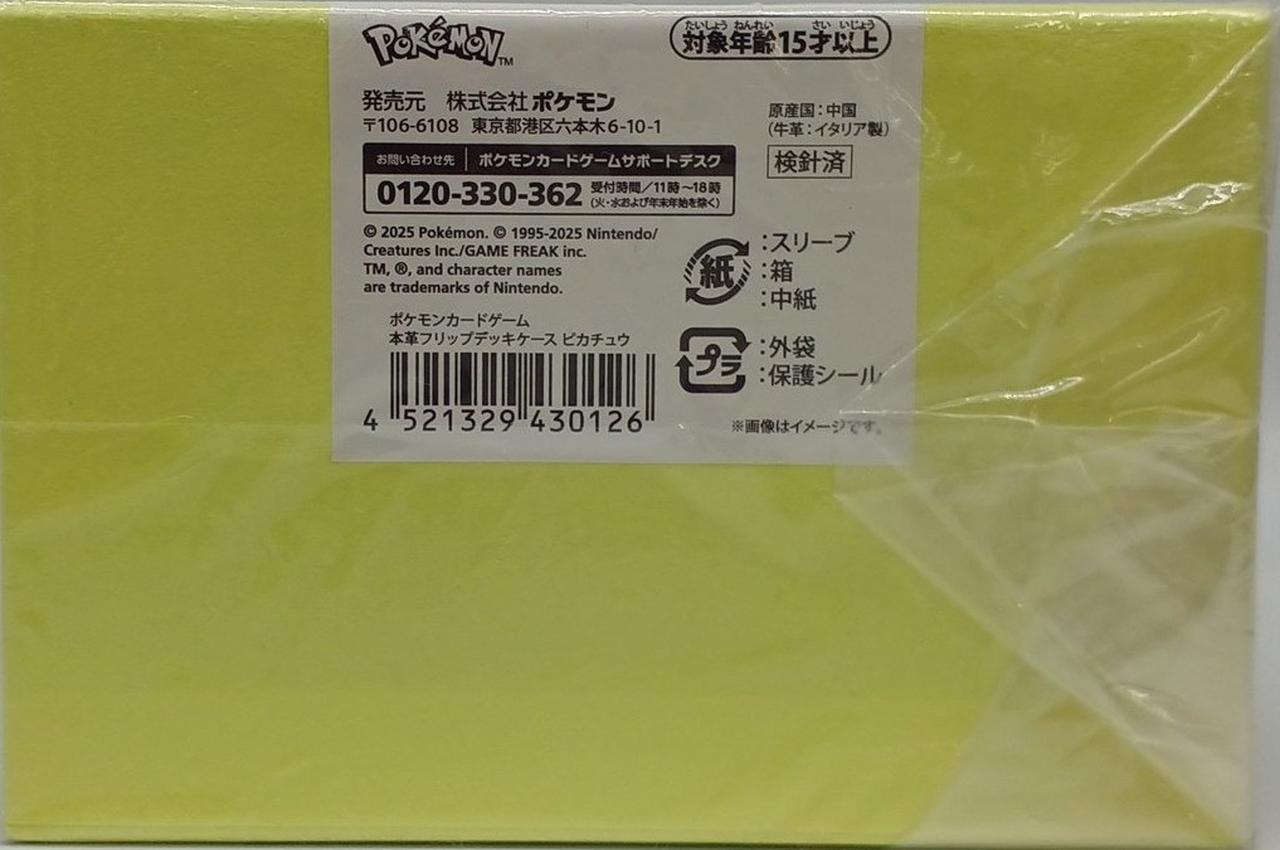 Pokémon™
たいしょう ねんれい さい いじょう
対象年齢15才以上
発売元 株式会社ポケモン
〒106-6108 東京都港区六本木6-10-1
お問い合わせ先 ポケモンカードゲームサポートデスク
0120-330-362 受付時間/11時~18時
(火・水および年末年始を除く)
原産国:中国
(牛革:イタリア製)
検針済
© 2025 Pokémon. © 1995-2025 Nintendo/
Creatures Inc./GAME FREAK inc.
TM, ®, and character names
are trademarks of Nintendo.
紙
:スリーブ
:箱
:中紙
プラ
:外袋
:保護シール
ポケモンカードゲーム
本革フリップデッキケース ピカチュウ
4 521329 430126
※画像はイメージです。